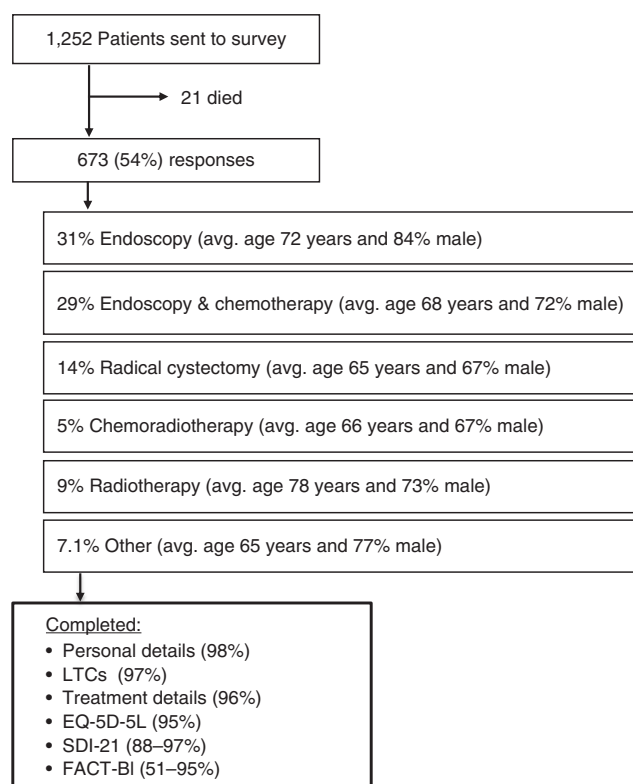 1,252 Patients sent to survey
21 died
673 (54%) responses
31% Endoscopy (avg. age 72 years and 84% male)
29% Endoscopy & chemotherapy (avg. age 68 years and 72% male)
14% Radical cystectomy (avg. age 65 years and 67% male)
5% Chemoradiotherapy (avg. age 66 years and 67% male)
9% Radiotherapy (avg. age 78 years and 73% male)
7.1% Other (avg. age 65 years and 77% male)
Completed:
• Personal details (98%)
• LTCs (97%)
• Treatment details (96%)
• EQ-5D-5L (95%)
• SDI-21 (88–97%)
• FACT-Bl (51–95%)